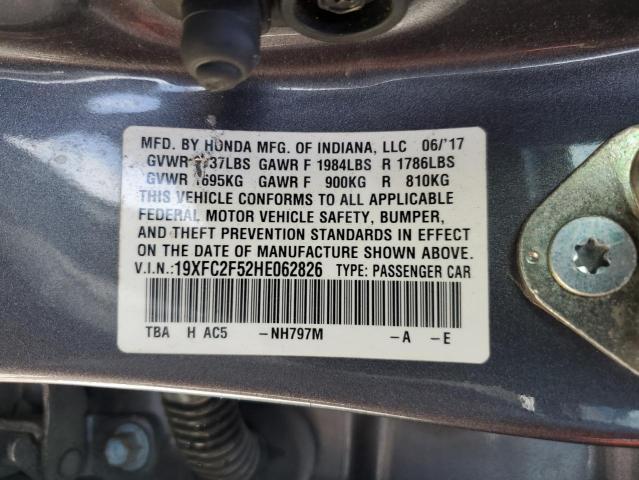 MFD. BY HONDA MFG. OF INDIANA, LLC 06/'17
GVWR GAWR F 1984LBS R 1786LBS
GVWR 1695KG GAWR F 900KG R 810KG
THIS VEHICLE CONFORMS TO ALL APPLICABLE
FEDERAL MOTOR VEHICLE SAFETY, BUMPER,
AND THEFT PREVENTION STANDARDS IN EFFECT
ON THE DATE OF MANUFACTURE SHOWN ABOVE.
V.I.N.:19XFC2F52HE062826 TYPE: PASSENGER CAR
TBA H AC5 –NH797M –A –E